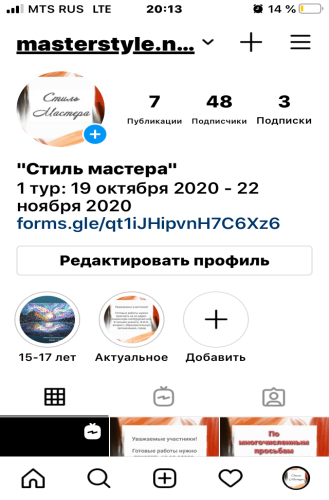 MTS RUS LTE 20:13 14 %
masterstyle.n...
Стиль
Мастера
7 48 3
Публикации Подписчики Подписки
"Стиль мастера"
1 тур: 19 октября 2020 - 22
ноября 2020
forms.gle/qt1iJHipvnH7C6Xz6
Редактировать профиль
15-17 лет Актуальное Добавить
Уважаемые участники!
Готовые работы нужно
По
многочисленным
просьбам